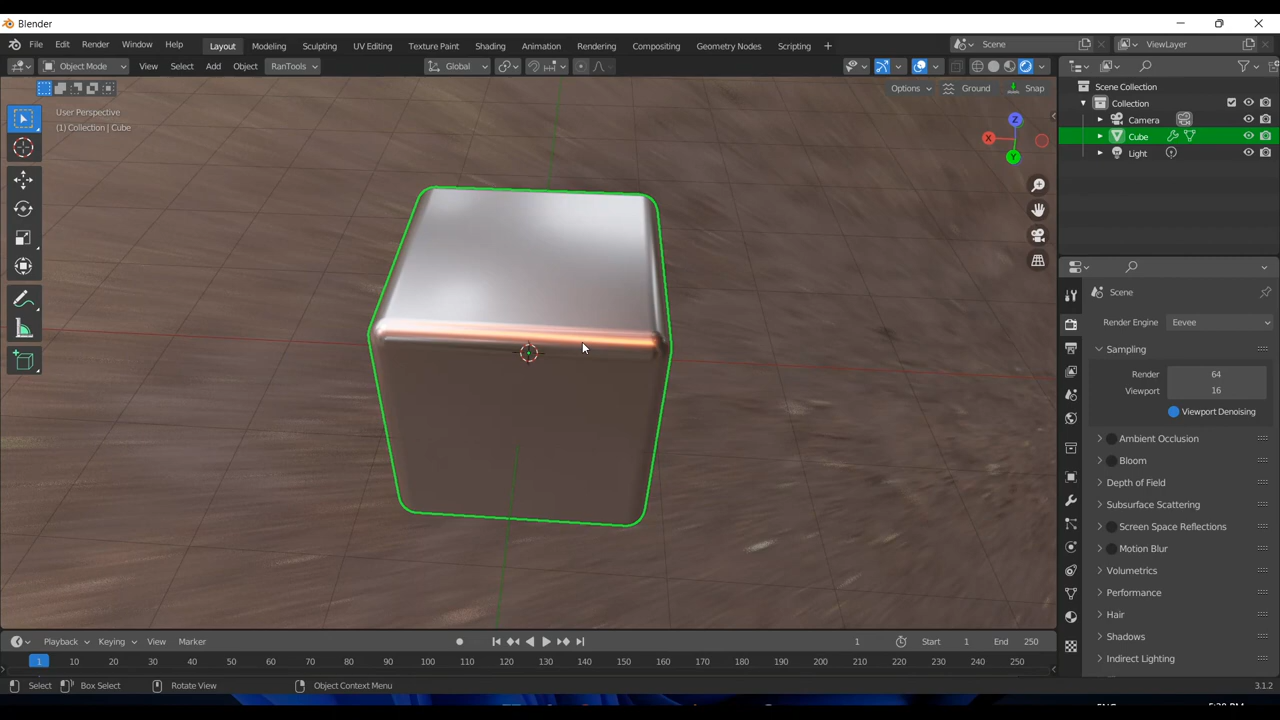 Blender
File Edit Render Window Help Layout Modeling Sculpting UV Editing Texture Paint Shading Animation Rendering Compositing Geometry Nodes Scripting + Scene ViewLayer
Object Mode View Select Add Object RanTools Global
Options Ground Snap
User Perspective
(1) Collection | Cube
Z
X
Y
Scene Collection
Collection
Camera
Cube
Light
Scene
Render Engine Eevee
Sampling
Render 64
Viewport 16
Viewport Denoising
Ambient Occlusion
Bloom
Depth of Field
Subsurface Scattering
Screen Space Reflections
Motion Blur
Volumetrics
Performance
Hair
Shadows
Indirect Lighting
Playback Keying View Marker 1 Start 1 End 250
1 10 20 30 40 50 60 70 80 90 100 110 120 130 140 150 160 170 180 190 200 210 220 230 240 250
Select Box Select Rotate View Object Context Menu 3.1.2